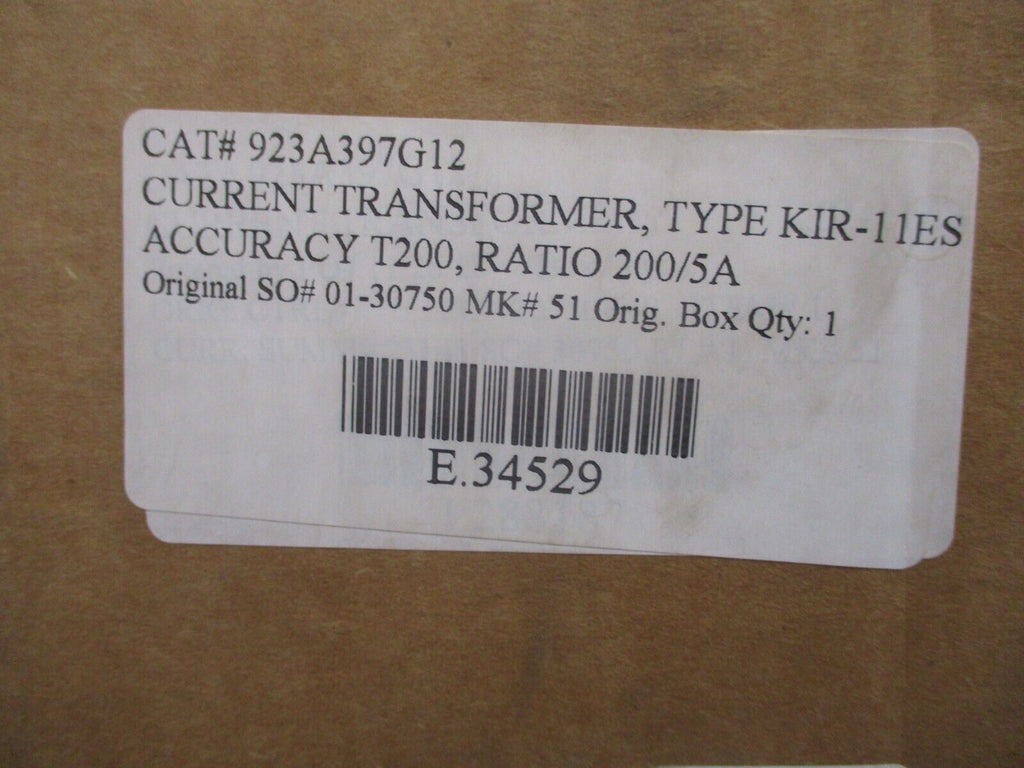 CAT# 923A397G12
CURRENT TRANSFORMER, TYPE KIR-11ES
ACCURACY T200, RATIO 200/5A
Original SO# 01-30750 MK# 51 Orig. Box Qty: 1
E.34529